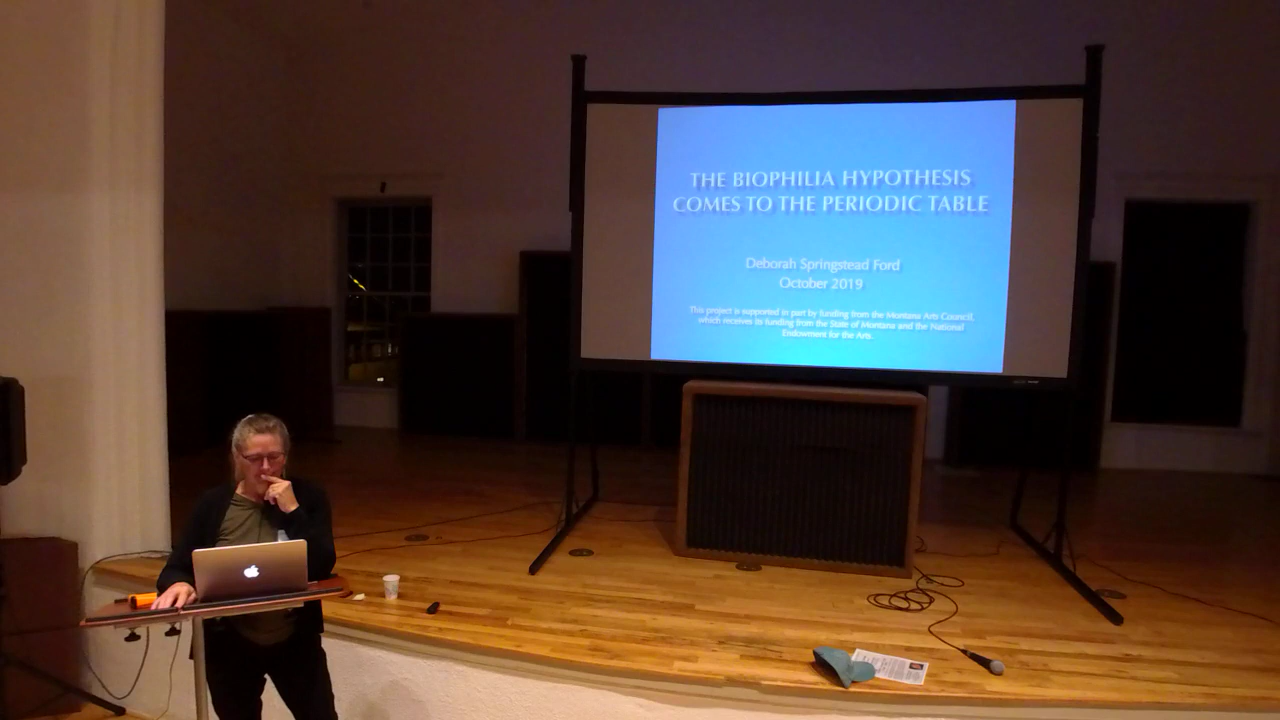 THE BIOPHILIA HYPOTHESIS
COMES TO THE PERIODIC TABLE
Deborah Springstead Ford
October 2019
This project is supported in part by funding from the Montana Arts Council,
which receives its funding from the State of Montana and the National
Endowment for the Arts.